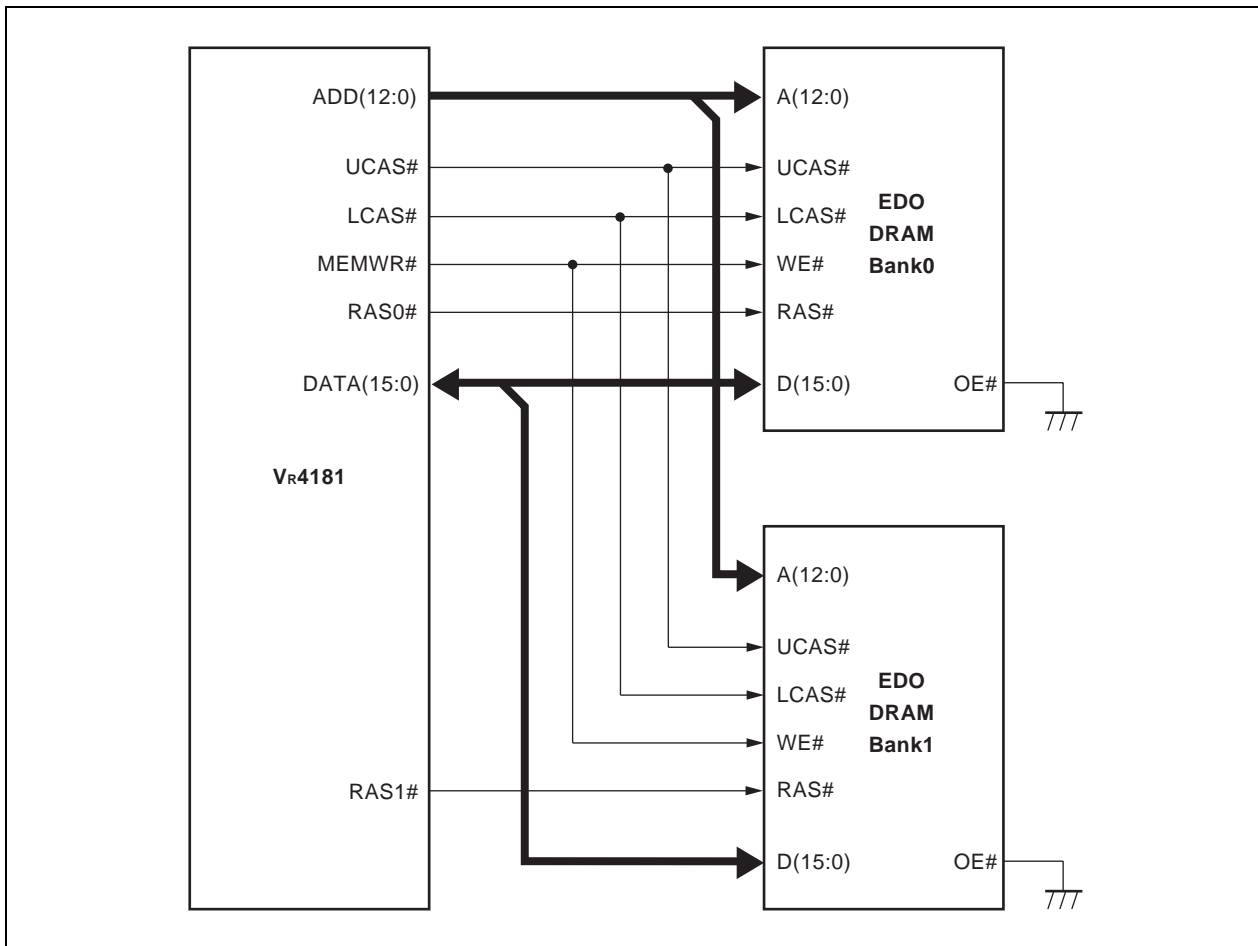 ADD(12:0)
UCAS#
LCAS#
MEMWR#
RAS0#
DATA(15:0)
VR4181
RAS1#
A(12:0)
UCAS#
LCAS#
WE#
RAS#
D(15:0)
EDO
DRAM
Bank0
OE#
A(12:0)
UCAS#
LCAS#
WE#
RAS#
D(15:0)
EDO
DRAM
Bank1
OE#